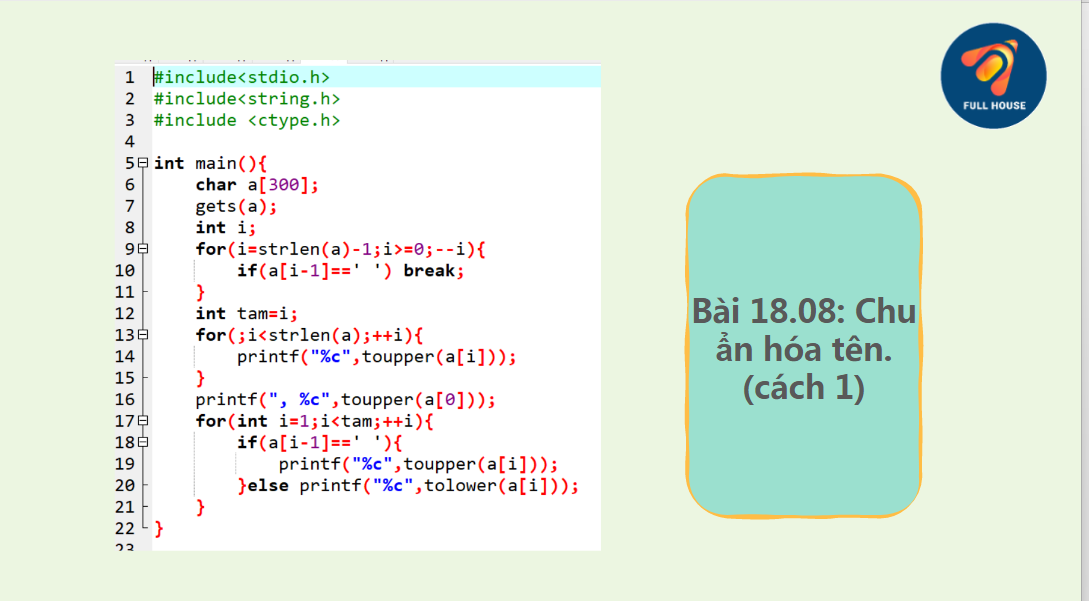 FULL HOUSE
1 #include<stdio.h>
2 #include<string.h>
3 #include <ctype.h>
4
5 int main(){
6     char a[300];
7     gets(a);
8     int i;
9     for(i=strlen(a)-1;i>=0;--i){
10         if(a[i-1]==' ') break;
11     }
12     int tam=i;
13     for(;i<strlen(a);++i){
14         printf("%c",toupper(a[i]));
15     }
16     printf(", %c",toupper(a[0]));
17     for(int i=1;i<tam;++i){
18         if(a[i-1]==' '){
19             printf("%c",toupper(a[i]));
20         }else printf("%c",tolower(a[i]));
21     }
22 }
23
Bài 18.08: Chu
ẩn hóa tên.
(cách 1)